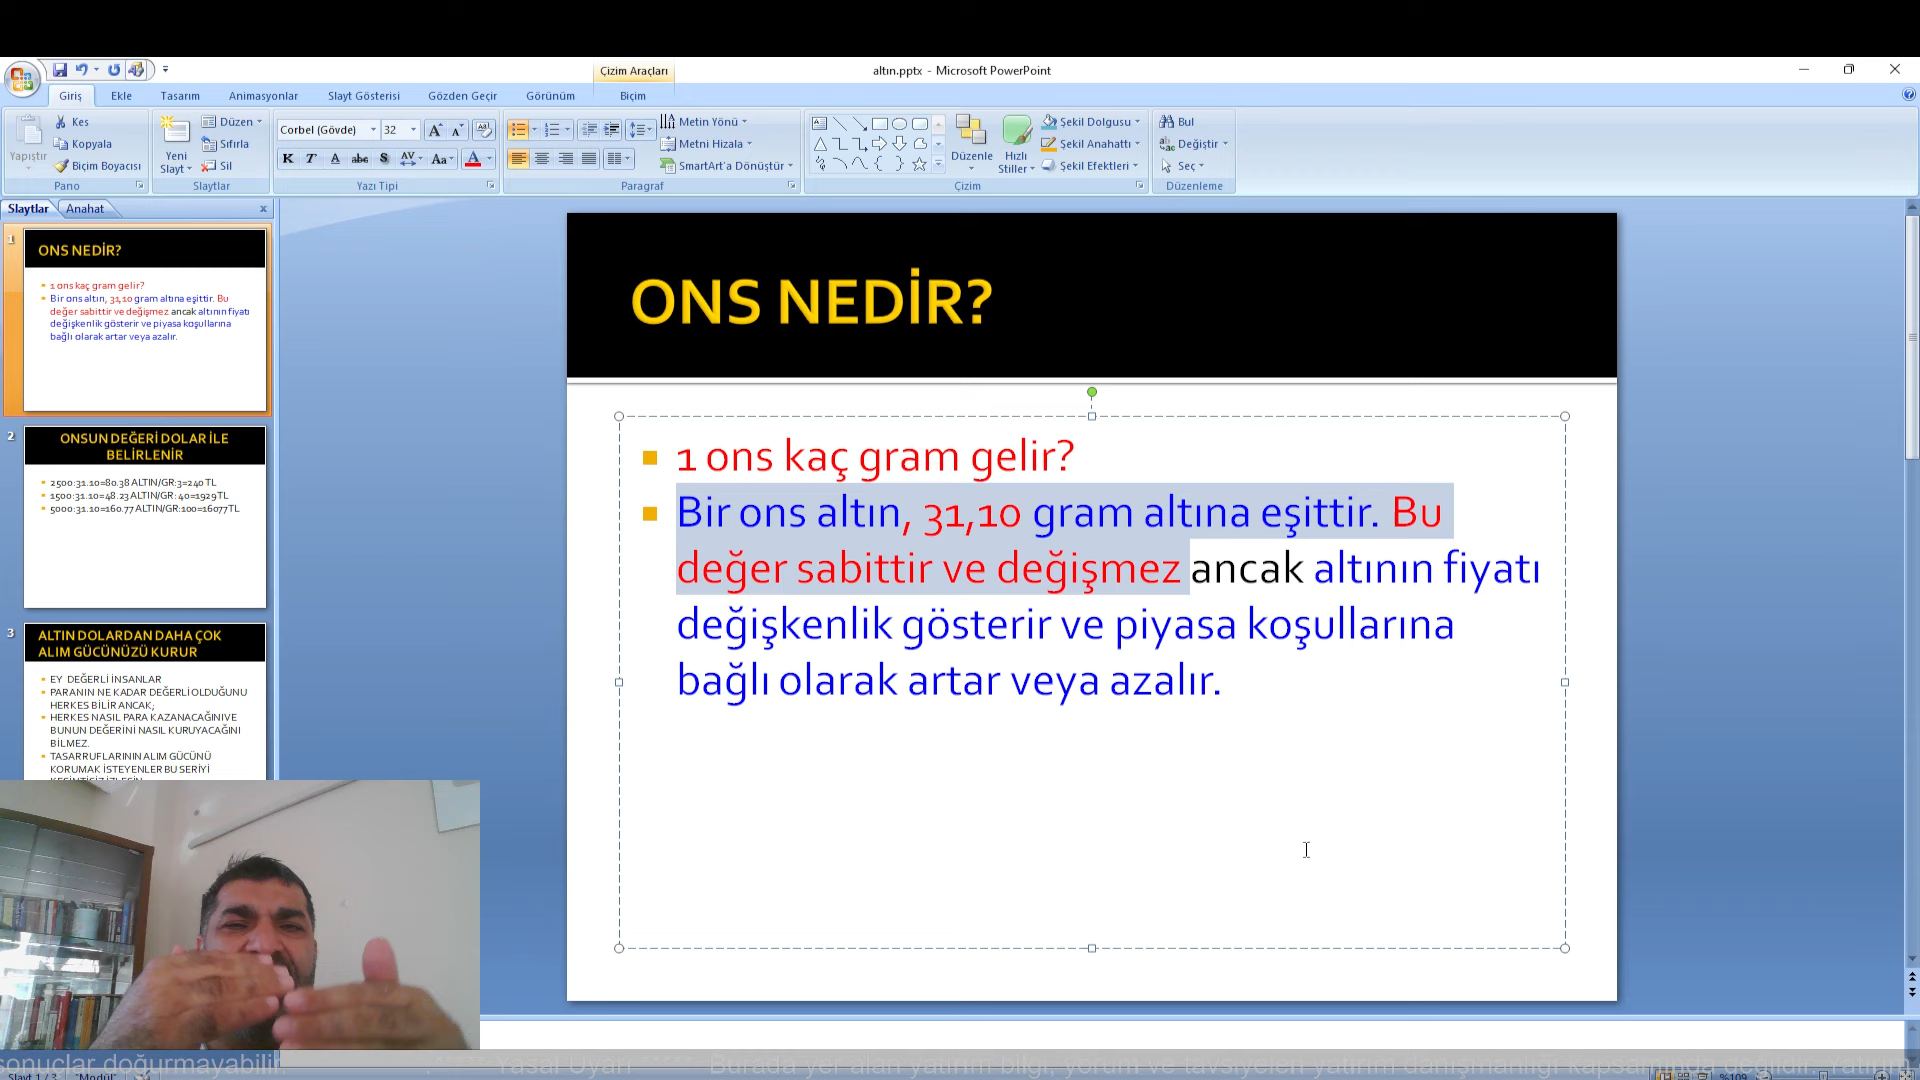 Çizim Araçları
altın.pptx - Microsoft PowerPoint
Giriş Ekle Tasarım Animasyonlar Slayt Gösterisi Gözden Geçir Görünüm Biçim
Yapıştır
Kes
Kopyala
Biçim Boyacısı
Pano
Yeni Slayt
Düzen
Sıfırla
Sil
Slaytlar
Corbel (Gövde) 32
K T A abc S AV Aa A
Yazı Tipi
Metin Yönü
Metni Hizala
SmartArt'a Dönüştür
Paragraf
Düzenle
Hızlı Stiller
Şekil Dolgusu
Şekil Anahattı
Şekil Efektleri
Çizim
Bul
Değiştir
Seç
Düzenleme
Slaytlar Anahat x
1
ONS NEDİR?
1 ons kaç gram gelir?
Bir ons altın, 31,10 gram altına eşittir. Bu
değer sabittir ve değişmez ancak altının fiyatı
değişkenlik gösterir ve piyasa koşullarına
bağlı olarak artar veya azalır.
2
ONSUN DEĞERİ DOLAR İLE
BELİRLENİR
2500:31.10=80.38 ALTIN/GR:3=240 TL
1500:31.10=48.23 ALTIN/GR: 40=1929 TL
5000:31.10=160.77 ALTIN/GR:100=16077 TL
3
ALTIN DOLARDAN DAHA ÇOK
ALIM GÜCÜNÜZÜ KURUR
EY DEĞERLİ İNSANLAR
PARANIN NE KADAR DEĞERLİ OLDUĞUNU
HERKES BİLİR ANCAK;
HERKES NASIL PARA KAZANACAĞINI VE
BUNUN DEĞERİNİ NASIL KURUYACAĞINI
BİLMEZ.
TASARRUFLARININ ALIM GÜCÜNÜ
KORUMAK İSTEYENLER BU SERİYİ
ONS NEDİR?
1 ons kaç gram gelir?
Bir ons altın, 31,10 gram altına eşittir. Bu
değer sabittir ve değişmez ancak altının fiyatı
değişkenlik gösterir ve piyasa koşullarına
bağlı olarak artar veya azalır.
sonuçlar doğurmayabilir. Yasal Uyarı Burada yer alan yatırım bilgi, yorum ve tavsiyeleri yatırım danışmanlığı kapsamında değildir.
Slayt 1 / 3 "Modül" %109